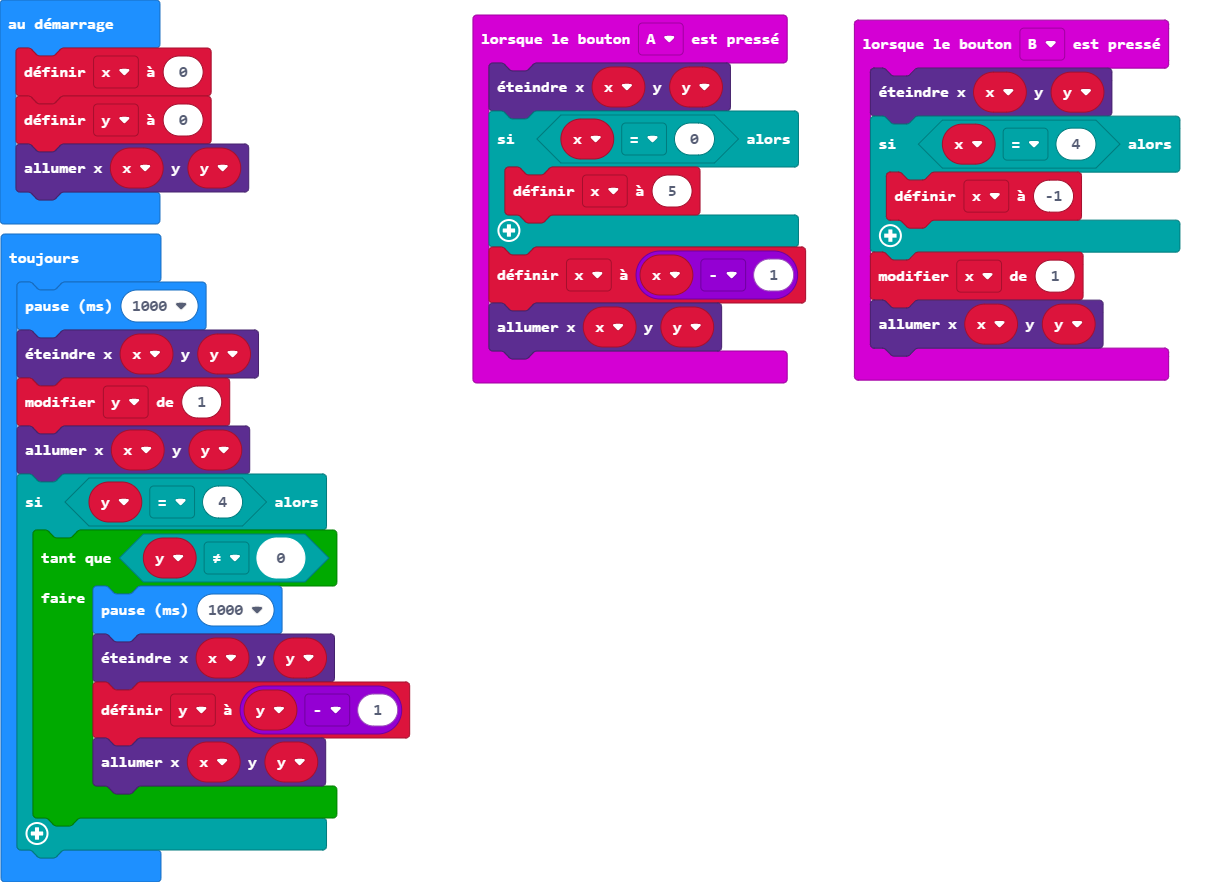 au démarrage
définir x à 0
définir y à 0
allumer x x y y
toujours
pause (ms) 1000
éteindre x x y y
modifier y de 1
allumer x x y y
si y = 4 alors
tant que y ≠ 0
faire
pause (ms) 1000
éteindre x x y y
définir y à y - 1
allumer x x y y
lorsque le bouton A est pressé
éteindre x x y y
si x = 0 alors
définir x à 5
définir x à x - 1
allumer x x y y
lorsque le bouton B est pressé
éteindre x x y y
si x = 4 alors
définir x à -1
modifier x de 1
allumer x x y y